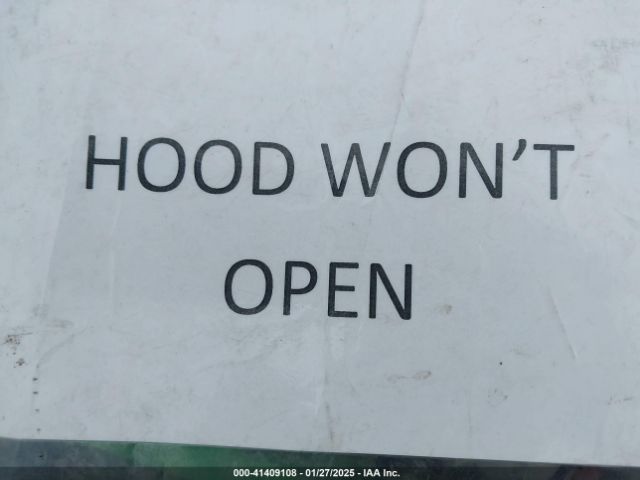 HOOD WON'T
OPEN
000-41409108 - 01/27/2025 - IAA Inc.